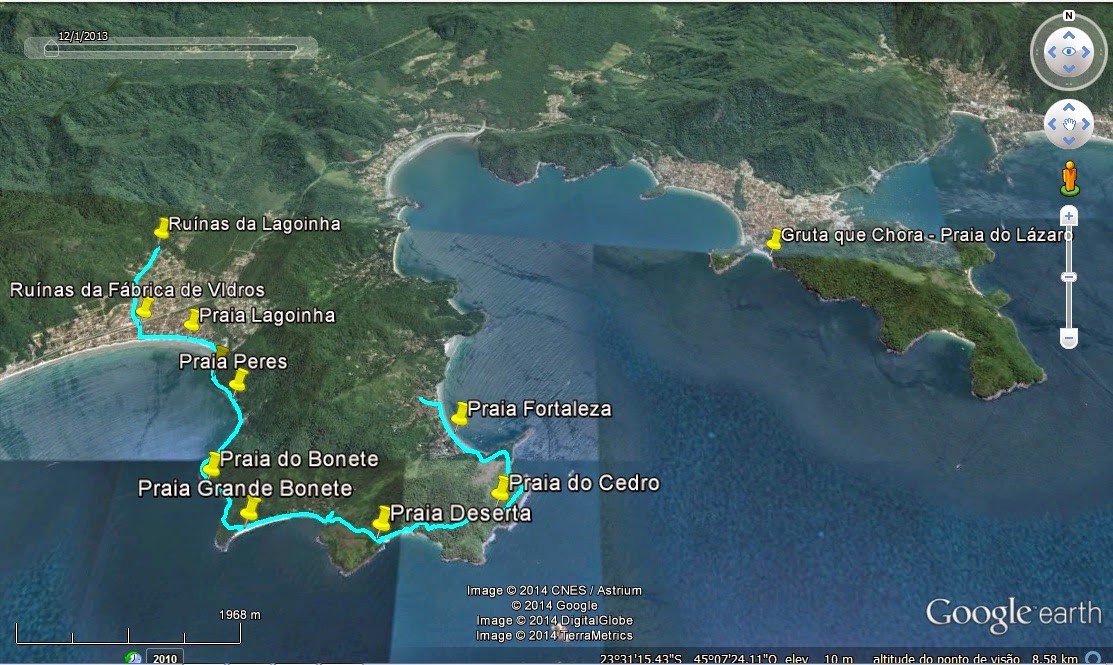 12/1/2013
N
Ruínas da Lagoinha
Gruta que Chora - Praia do Lázaro
Ruínas da Fábrica de VIdros
Praia Lagoinha
Praia Peres
Praia Fortaleza
Praia do Bonete
Praia do Cedro
Praia Grande Bonete
Praia Deserta
Image © 2014 CNES / Astrium
© 2014 Google
Image © 2014 DigitalGlobe
Image © 2014 TerraMetrics
Google earth
1968 m
2010
23°31'15.43"S 45°07'24.11"O elev 10 m altitude do ponto de visão 8.58 km